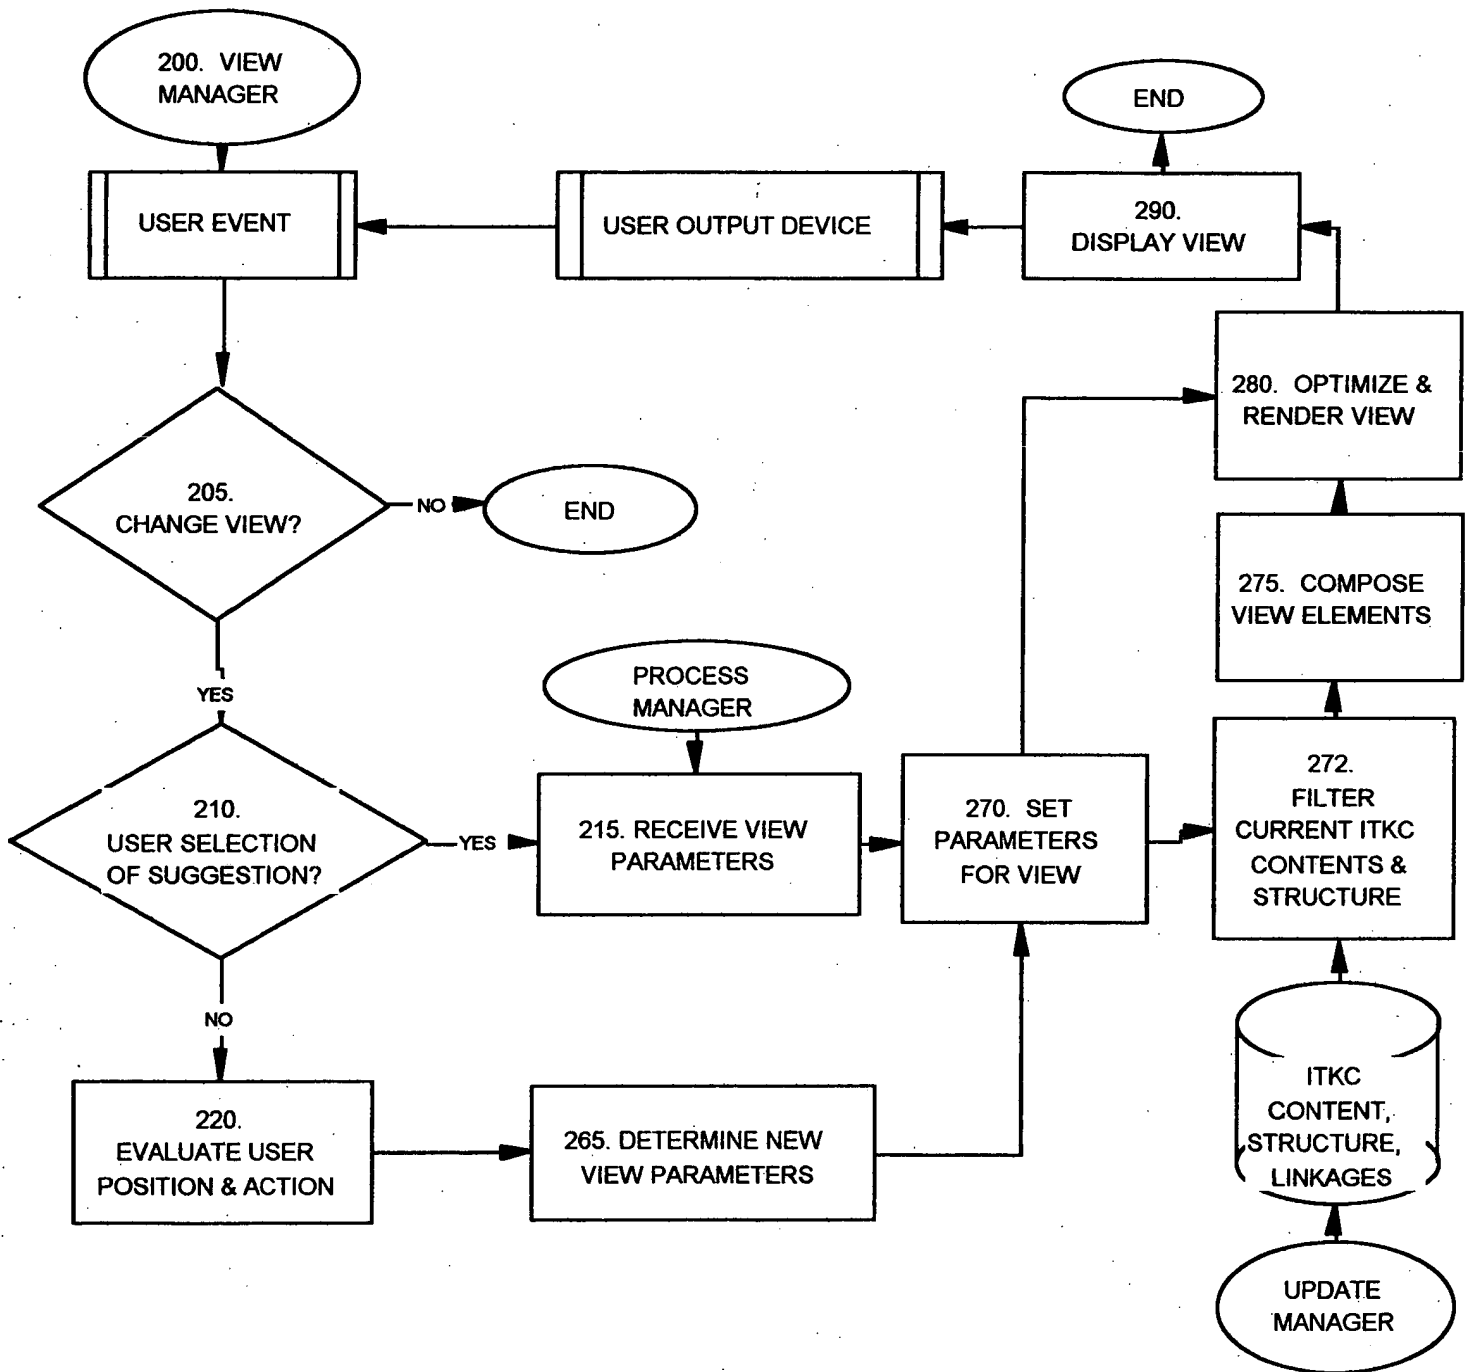 200. VIEW
MANAGER
END
USER EVENT
USER OUTPUT DEVICE
290.
DISPLAY VIEW
280. OPTIMIZE &
RENDER VIEW
205.
CHANGE VIEW?
NO
END
275. COMPOSE
VIEW ELEMENTS
YES
PROCESS
MANAGER
210.
USER SELECTION
OF SUGGESTION?
YES
215. RECEIVE VIEW
PARAMETERS
270. SET
PARAMETERS
FOR VIEW
272.
FILTER
CURRENT ITKC
CONTENTS &
STRUCTURE
NO
220.
EVALUATE USER
POSITION & ACTION
265. DETERMINE NEW
VIEW PARAMETERS
ITKC
CONTENT,
STRUCTURE,
LINKAGES
UPDATE
MANAGER